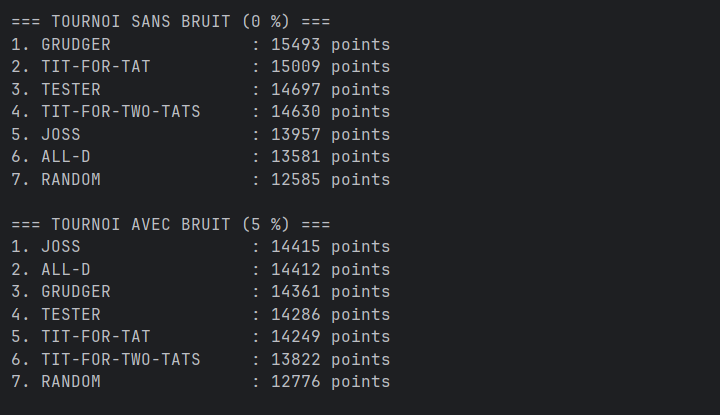 === TOURNOI SANS BRUIT (0 %) ===
1. GRUDGER : 15493 points
2. TIT-FOR-TAT : 15009 points
3. TESTER : 14697 points
4. TIT-FOR-TWO-TATS : 14630 points
5. JOSS : 13957 points
6. ALL-D : 13581 points
7. RANDOM : 12585 points
=== TOURNOI AVEC BRUIT (5 %) ===
1. JOSS : 14415 points
2. ALL-D : 14412 points
3. GRUDGER : 14361 points
4. TESTER : 14286 points
5. TIT-FOR-TAT : 14249 points
6. TIT-FOR-TWO-TATS : 13822 points
7. RANDOM : 12776 points